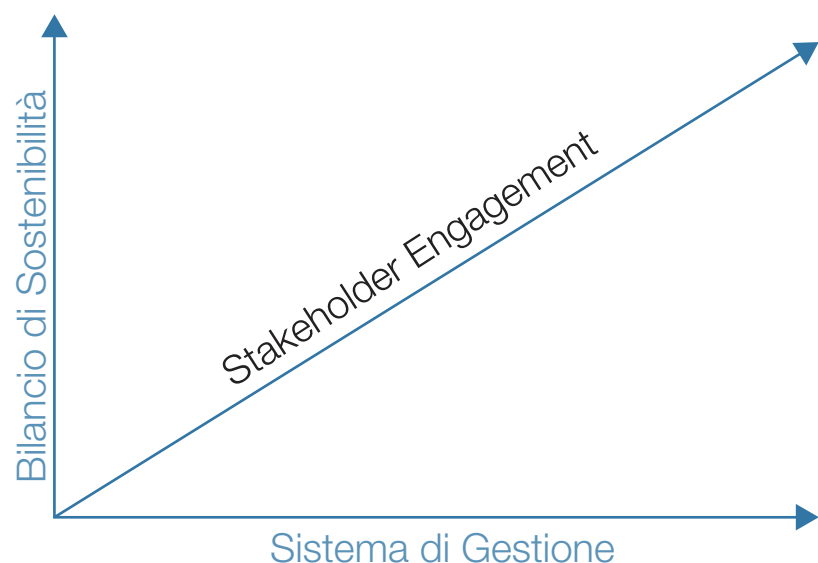 Bilancio di Sostenibilità
Stakeholder Engagement
Sistema di Gestione